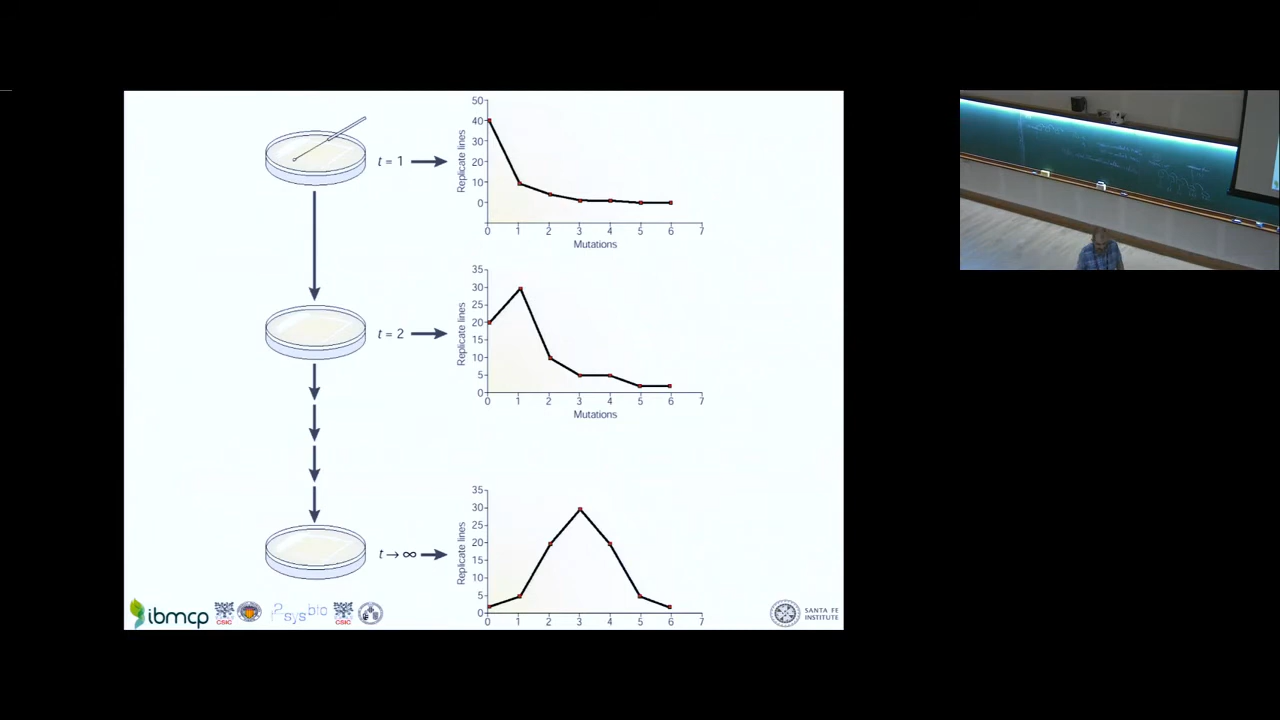 50
40
30
20
10
0
Replicate lines
t = 1
0 1 2 3 4 5 6 7
Mutations
35
30
25
20
15
10
5
0
Replicate lines
t = 2
0 1 2 3 4 5 6 7
Mutations
35
30
25
20
15
10
5
0
Replicate lines
t → ∞
0 1 2 3 4 5 6 7
ibmcp
CSIC
I2sysbio
CSIC
SANTA FE
INSTITUTE